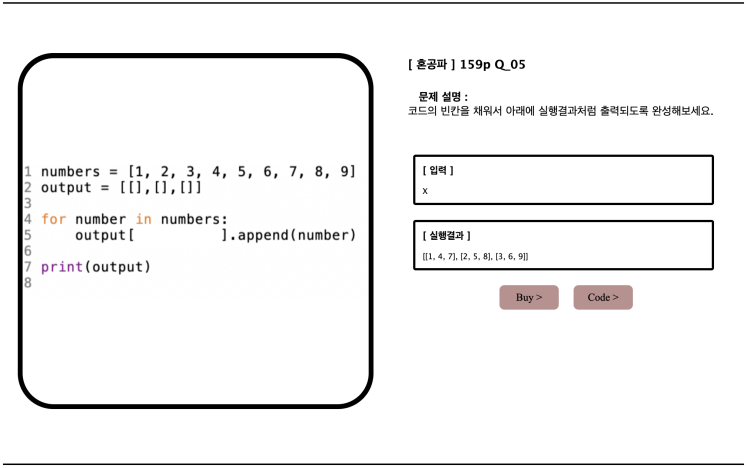 1 numbers = [1, 2, 3, 4, 5, 6, 7, 8, 9]
2 output = [[],[],[]]
3
4 for number in numbers:
5     output[          ].append(number)
6
7 print(output)
8
[ 혼공파 ] 159p Q_05
문제 설명 :
코드의 빈칸을 채워서 아래에 실행결과처럼 출력되도록 완성해보세요.
[ 입력 ]
x
[ 실행결과 ]
[[1, 4, 7], [2, 5, 8], [3, 6, 9]]
Buy > Code >